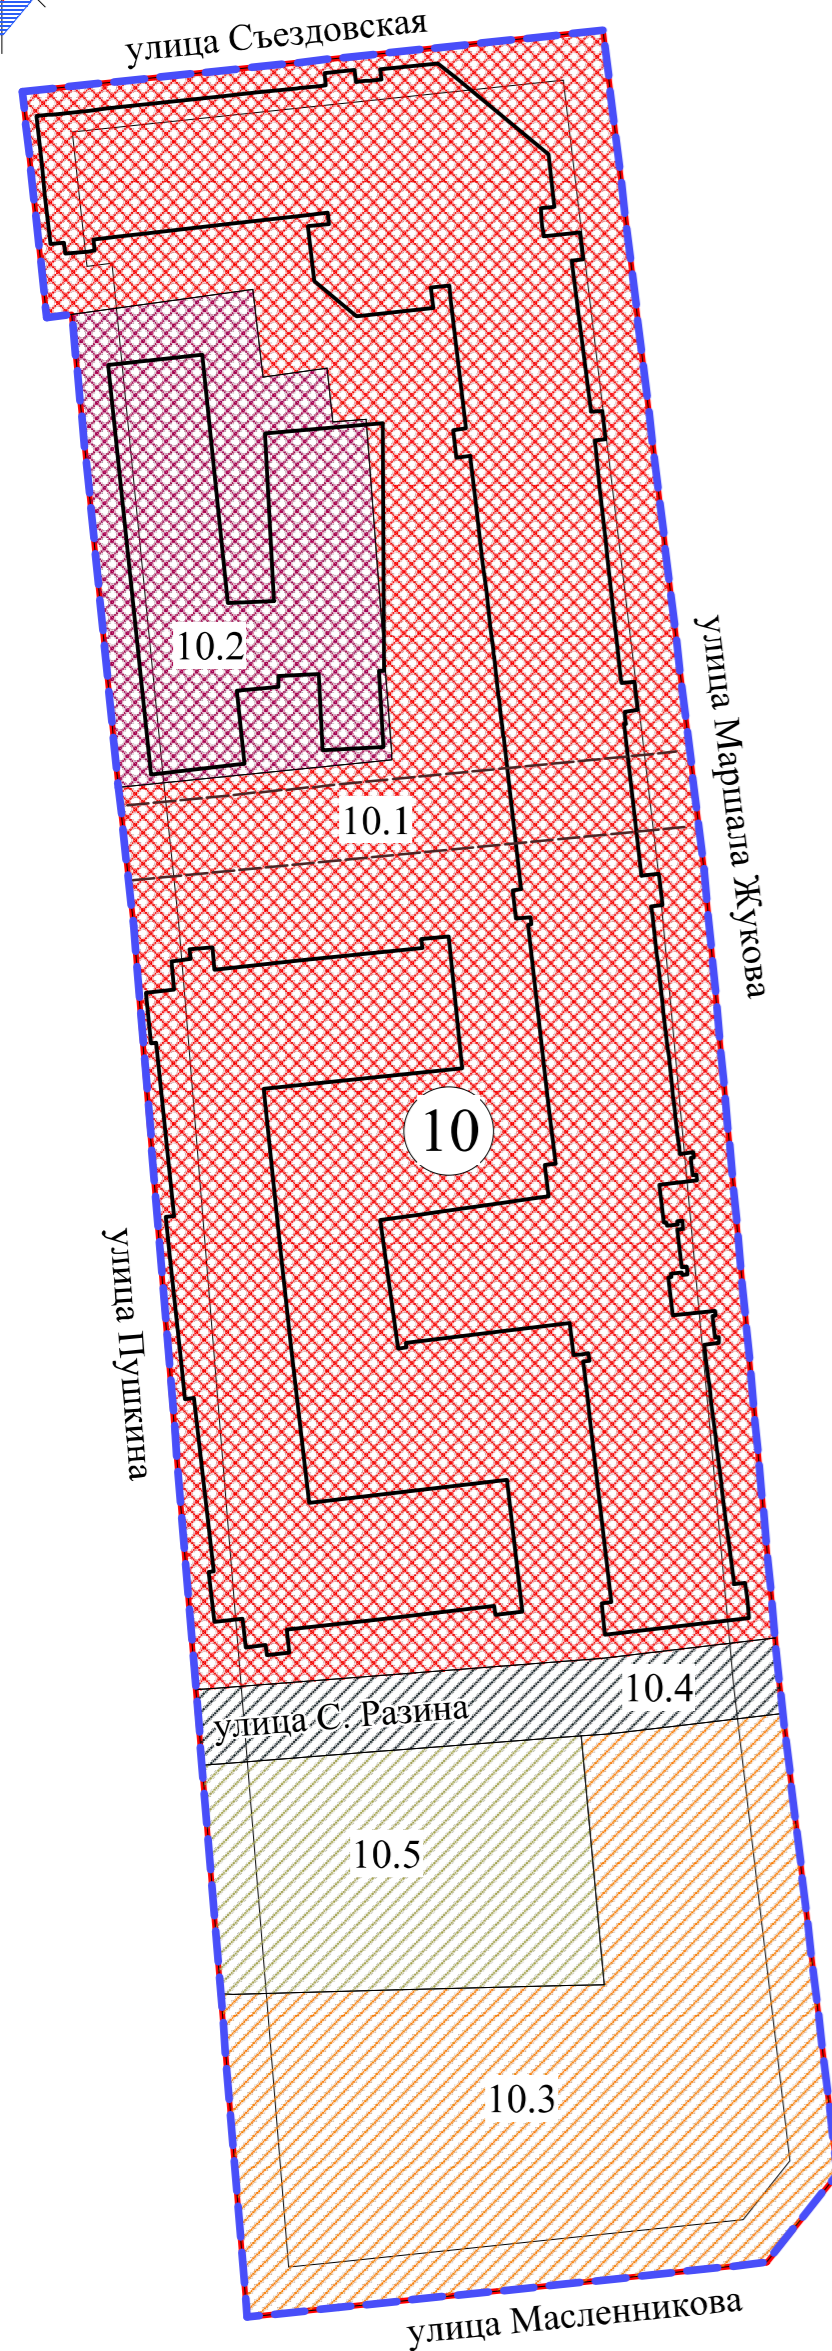 улица Съездовская
10.2
улица Маршала Жукова
10.1
10
улица Пушкина
10.4
улица С. Разина
10.5
10.3
улица Масленникова